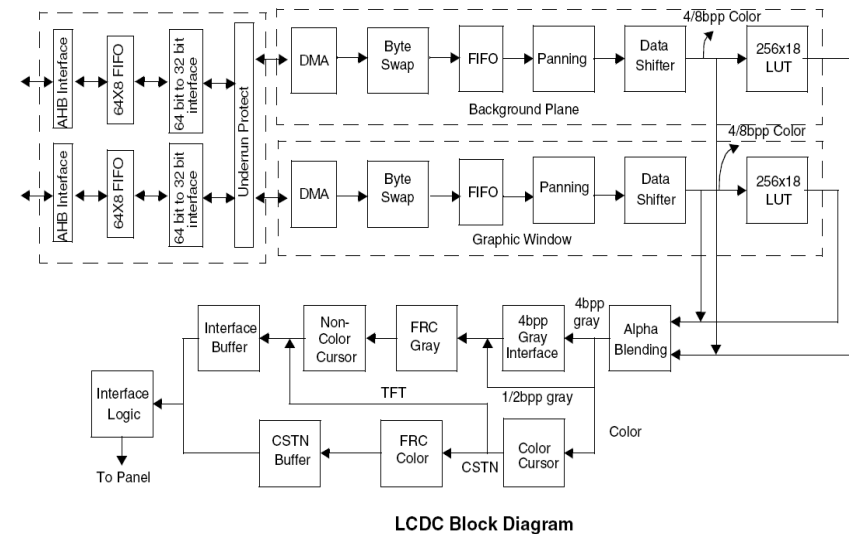 4/8bpp Color
AHB Interface
64X8 FIFO
64 bit to 32 bit
interface
Underrun Protect
DMA
Byte
Swap
FIFO
Panning
Data
Shifter
256x18
LUT
Background Plane
4/8bpp Color
AHB Interface
64X8 FIFO
64 bit to 32 bit
interface
DMA
Byte
Swap
FIFO
Panning
Data
Shifter
256x18
LUT
Graphic Window
Interface
Buffer
Non-
Color
Cursor
FRC
Gray
4bpp
Gray
Interface
4bpp
gray
Alpha
Blending
1/2bpp gray
TFT
Interface
Logic
To Panel
CSTN
Buffer
FRC
Color
CSTN
Color
Cursor
Color
LCDC Block Diagram